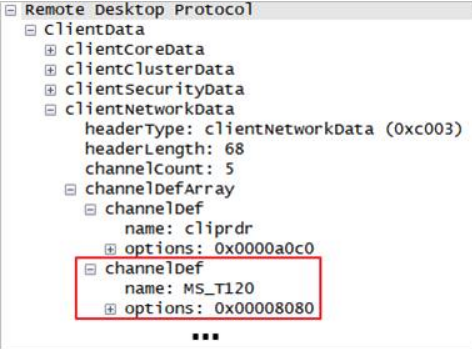 Remote Desktop Protocol
ClientData
clientCoreData
clientClusterData
clientSecurityData
clientNetworkData
headerType: clientNetworkData (0xc003)
headerLength: 68
channelCount: 5
channelDefArray
channelDef
name: cliprdr
options: 0x0000a0c0
channelDef
name: MS_T120
options: 0x00008080
...